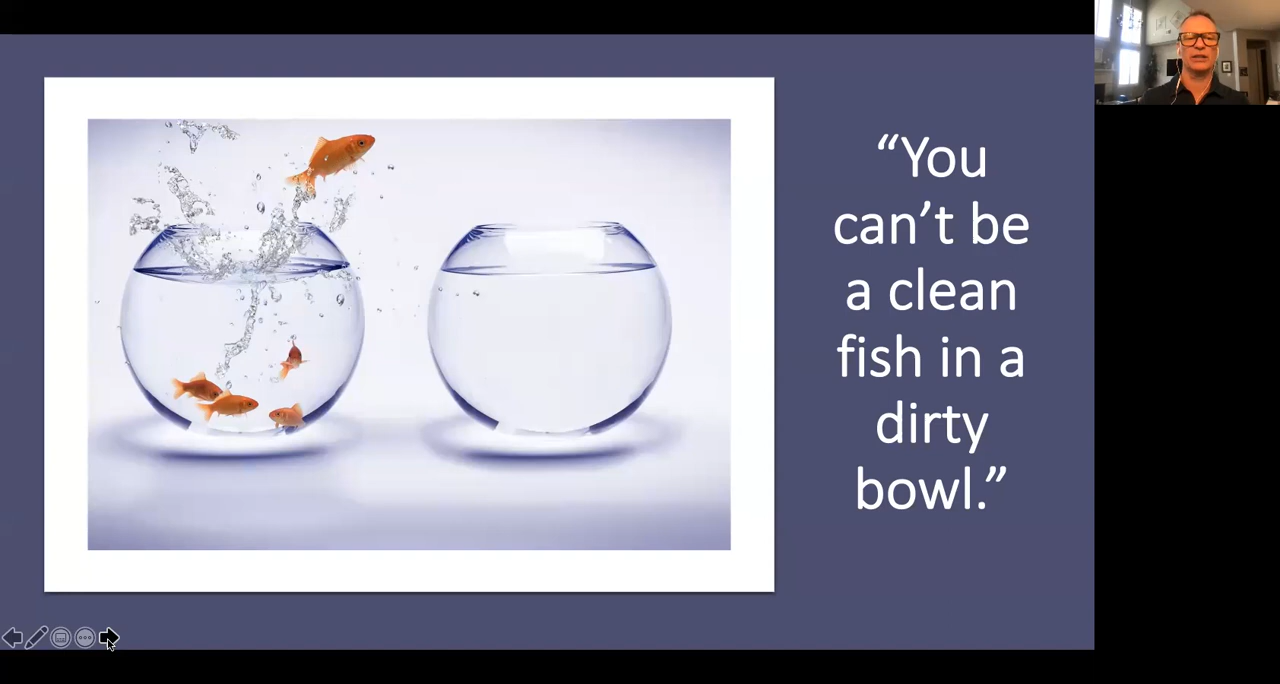 “You
can’t be
a clean
fish in a
dirty
bowl.”